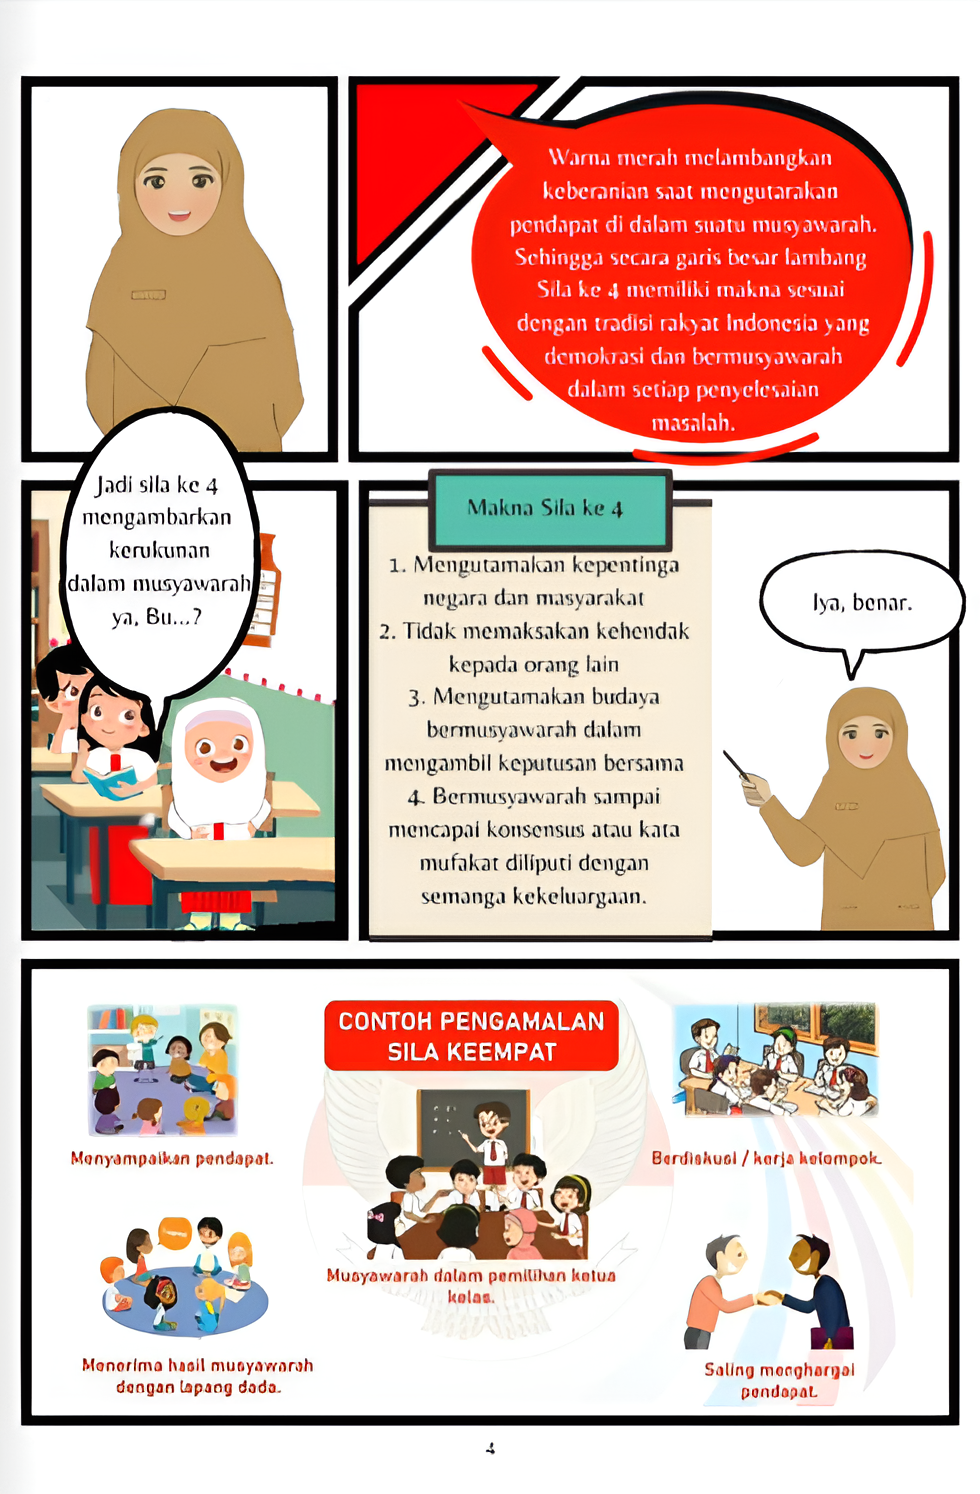 Warna merah melambangkan
keberanian saat mengutarakan
pendapat di dalam suatu musyawarah.
Sehingga secara garis besar lambang
Sila ke 4 memiliki makna sesuai
dengan tradisi rakyat Indonesia yang
demokrasi dan bermusyawarah
dalam setiap penyelesaian
masalah.
Jadi sila ke 4
mengambarkan
kerukunan
dalam musyawarah
ya, Bu...?
Makna Sila ke 4
1. Mengutamakan kepentinga
negara dan masyarakat
2. Tidak memaksakan kehendak
kepada orang lain
3. Mengutamakan budaya
bermusyawarah dalam
mengambil keputusan bersama
4. Bermusyawarah sampai
mencapai konsensus atau kata
mufakat diliputi dengan
semanga kekeluargaan.
Iya, benar.
CONTOH PENGAMALAN
SILA KEEMPAT
Menyampaikan pendapat.
Berdiskusi / kerja kelompok.
Musyawarah dalam pemilihan ketua
kelas.
Menerima hasil musyawarah
dengan lapang dada.
Saling menghargai
pendapat.
4